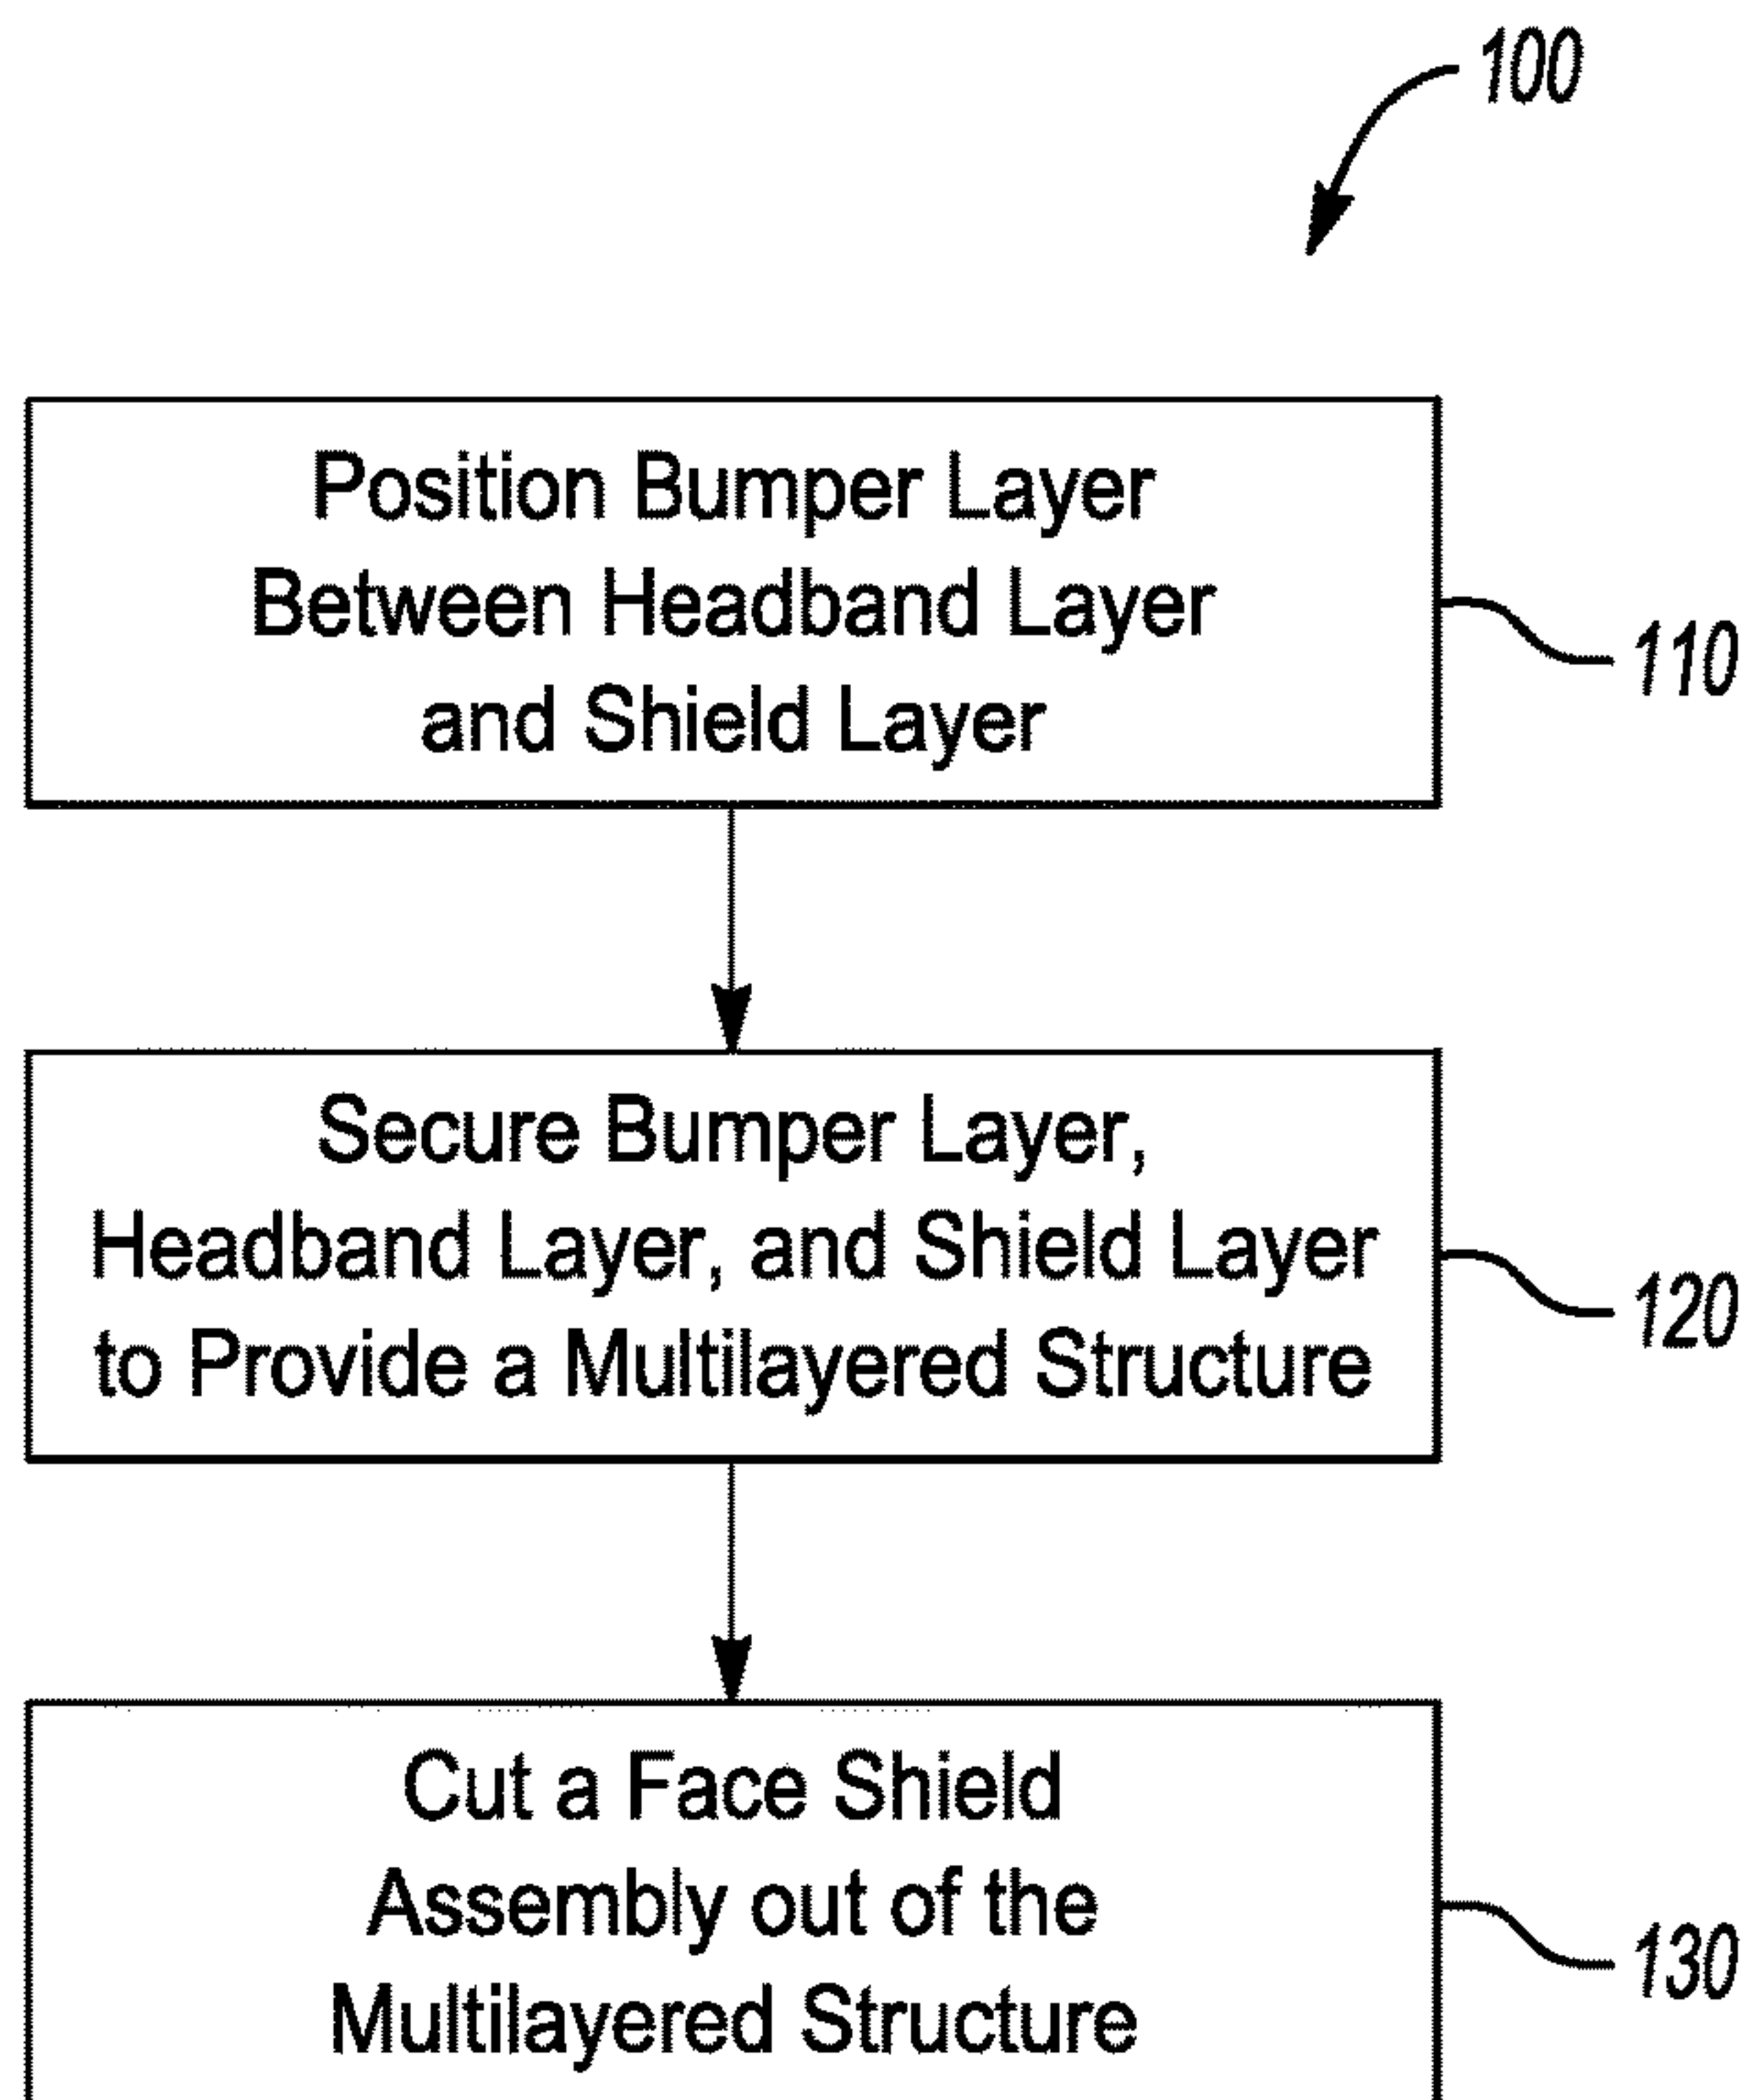 100
Position Bumper Layer
Between Headband Layer
and Shield Layer
110
Secure Bumper Layer,
Headband Layer, and Shield Layer
to Provide a Multilayered Structure
120
Cut a Face Shield
Assembly out of the
Multilayered Structure
130